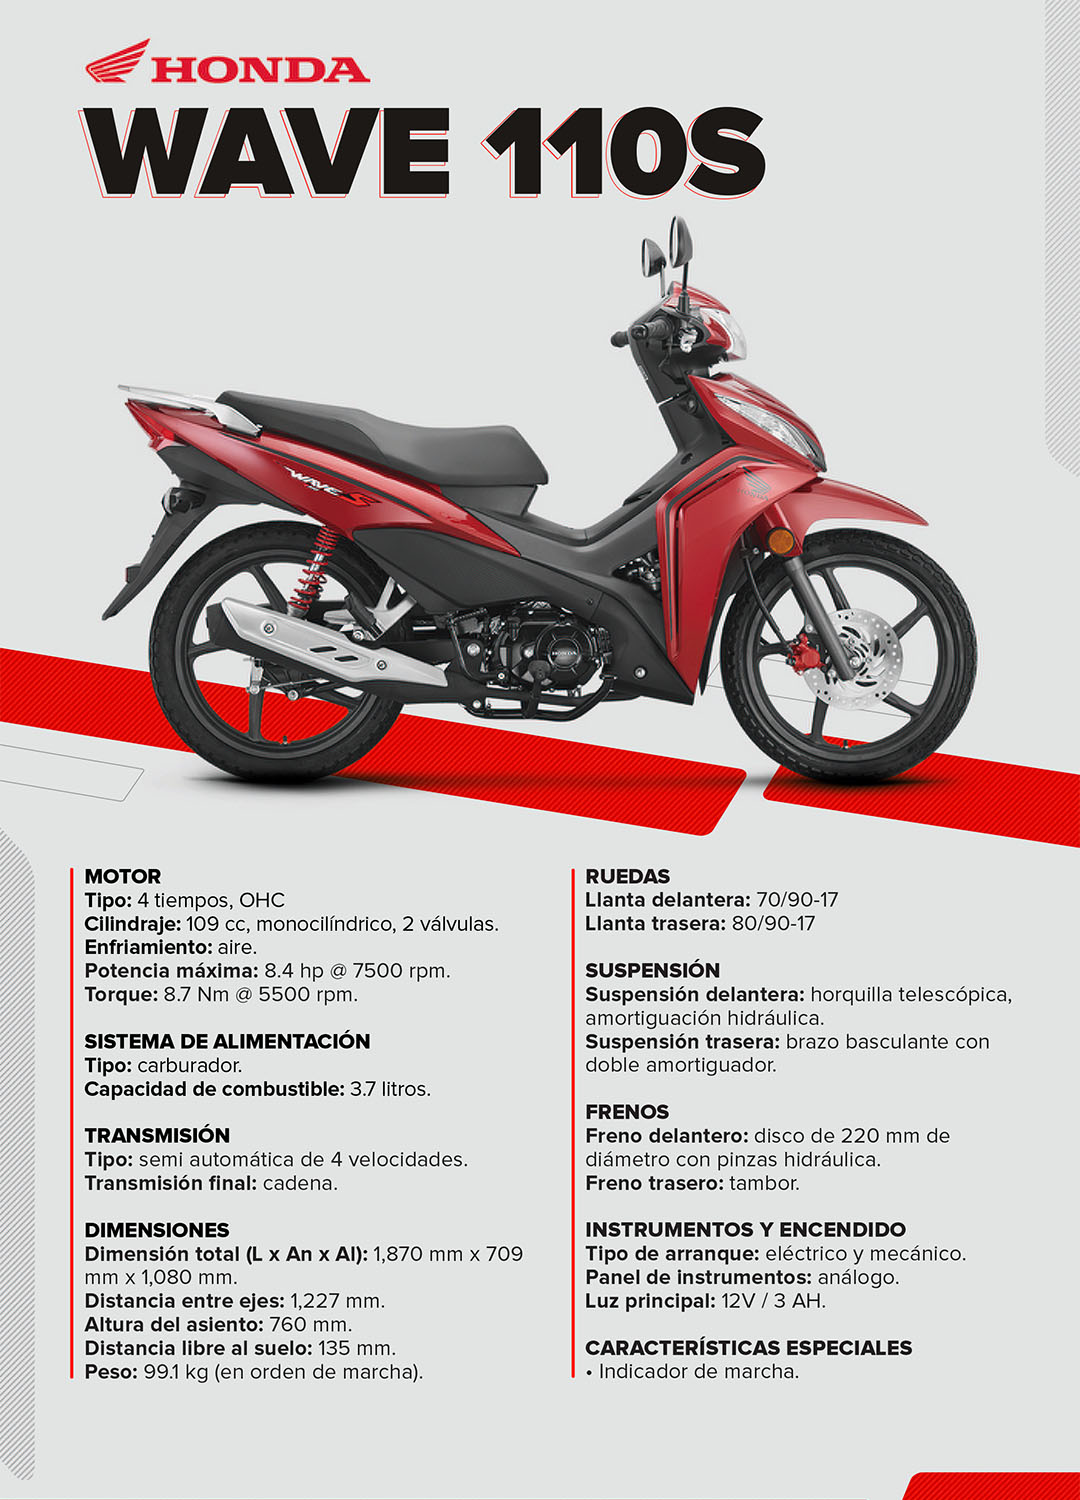 HONDA
WAVE 110S
WAVE S
HONDA
HONDA
MOTOR
Tipo: 4 tiempos, OHC
Cilindraje: 109 cc, monocilíndrico, 2 válvulas.
Enfriamiento: aire.
Potencia máxima: 8.4 hp @ 7500 rpm.
Torque: 8.7 Nm @ 5500 rpm.
SISTEMA DE ALIMENTACIÓN
Tipo: carburador.
Capacidad de combustible: 3.7 litros.
TRANSMISIÓN
Tipo: semi automática de 4 velocidades.
Transmisión final: cadena.
DIMENSIONES
Dimensión total (L x An x Al): 1,870 mm x 709
mm x 1,080 mm.
Distancia entre ejes: 1,227 mm.
Altura del asiento: 760 mm.
Distancia libre al suelo: 135 mm.
Peso: 99.1 kg (en orden de marcha).
RUEDAS
Llanta delantera: 70/90-17
Llanta trasera: 80/90-17
SUSPENSIÓN
Suspensión delantera: horquilla telescópica,
amortiguación hidráulica.
Suspensión trasera: brazo basculante con
doble amortiguador.
FRENOS
Freno delantero: disco de 220 mm de
diámetro con pinzas hidráulica.
Freno trasero: tambor.
INSTRUMENTOS Y ENCENDIDO
Tipo de arranque: eléctrico y mecánico.
Panel de instrumentos: análogo.
Luz principal: 12V / 3 AH.
CARACTERÍSTICAS ESPECIALES
• Indicador de marcha.